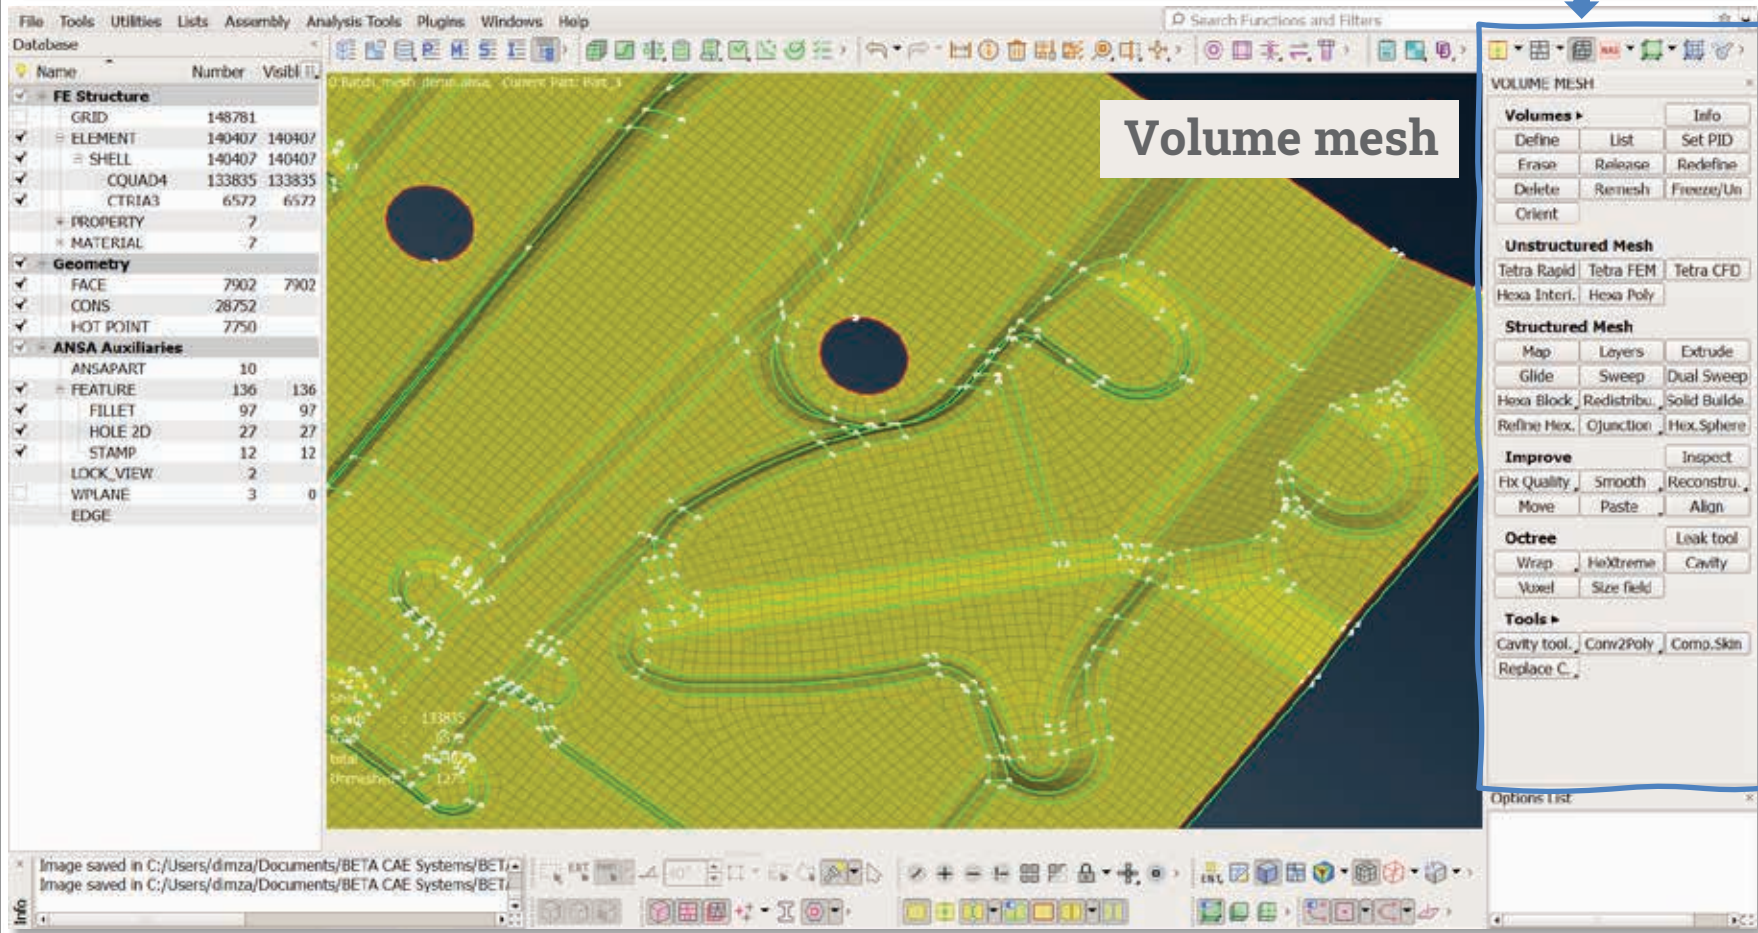 File Tools Utilities Lists Assembly Analysis Tools Plugins Windows Help
Search Functions and Filters
Database
Name Number Visibl
FE Structure
GRID 148781
ELEMENT 140407 140407
SHELL 140407 140407
CQUAD4 133835 133835
CTRIA3 6572 6572
PROPERTY 7
MATERIAL 7
Geometry
FACE 7902 7902
CONS 28752
HOT POINT 7750
ANSA Auxiliaries
ANSAPART 10
FEATURE 136 136
FILLET 97 97
HOLE 2D 27 27
STAMP 12 12
LOCK_VIEW 2
WPLANE 3 0
EDGE
Current Part: Part_3
Volume mesh
133835
total
1275
VOLUME MESH
Volumes Info
Define List Set PID
Erase Release Redefine
Delete Remesh Freeze/Un
Orient
Unstructured Mesh
Tetra Rapid Tetra FEM Tetra CFD
Hexa Interi. Hexa Poly
Structured Mesh
Map Layers Extrude
Glide Sweep Dual Sweep
Hexa Block Redistribu. Solid Builde.
Refine Hex. OJunction Hex.Sphere
Improve Inspect
Fix Quality Smooth Reconstru.
Move Paste Align
Octree Leak tool
Wrap HeXtreme Cavity
Voxel Size field
Tools
Cavity tool. Conv2Poly Comp.Skin
Replace C.
Options List
Image saved in C:/Users/dimza/Documents/BETA CAE Systems/BET
Image saved in C:/Users/dimza/Documents/BETA CAE Systems/BET
Info